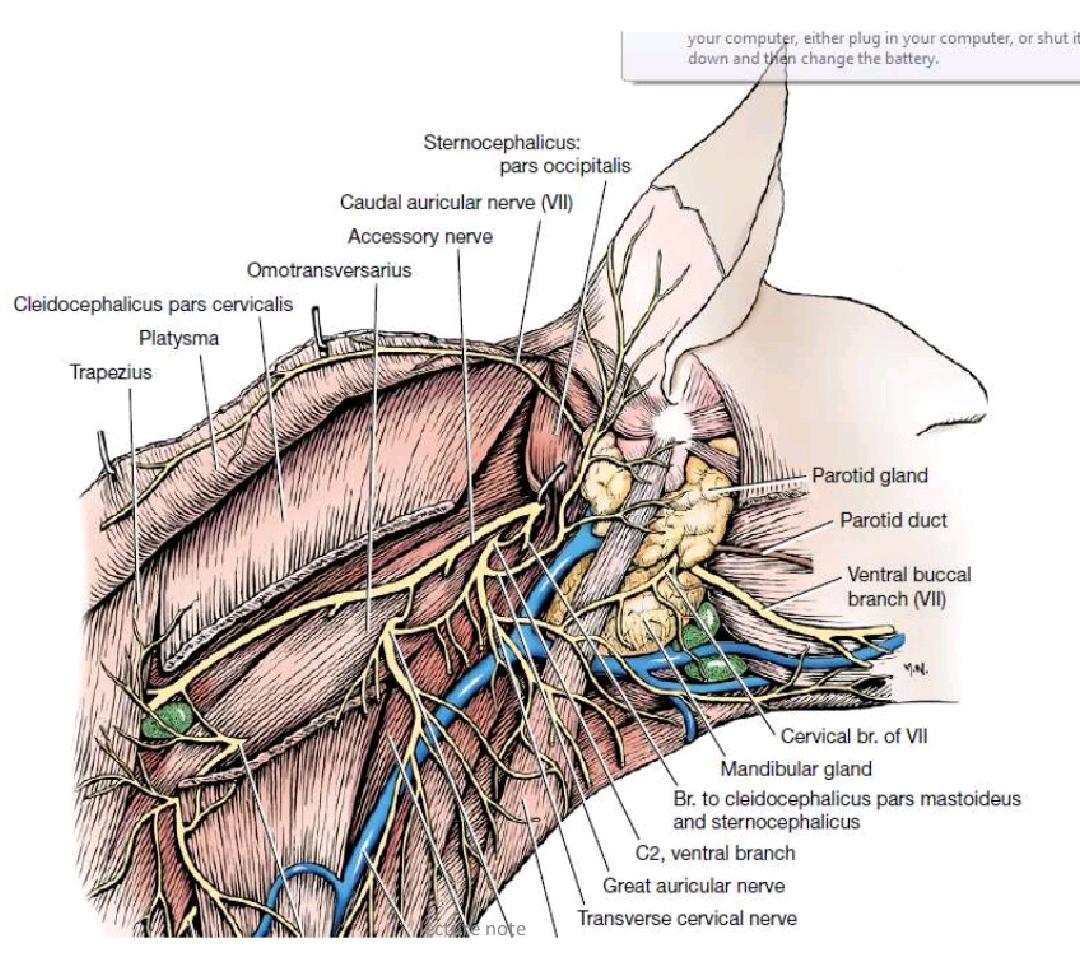 your computer, either plug in your computer, or shut it
down and then change the battery.
Sternocephalicus:
pars occipitalis
Caudal auricular nerve (VII)
Accessory nerve
Omotransversarius
Cleidocephalicus pars cervicalis
Platysma
Trapezius
Parotid gland
Parotid duct
Ventral buccal
branch (VII)
Cervical br. of VII
Mandibular gland
Br. to cleidocephalicus pars mastoideus
and sternocephalicus
C2, ventral branch
Great auricular nerve
Transverse cervical nerve
note